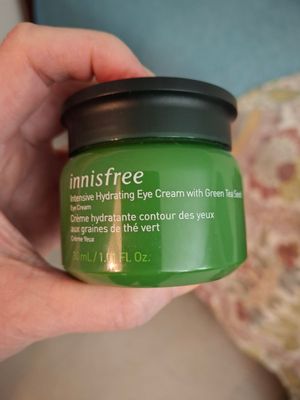 innisfree
Intensive Hydrating Eye Cream with Green Tea Seed
Eye Cream
Crème hydratante contour des yeux
aux graines de thé vert
Crème Yeux
30 mL / 1.01 Fl. Oz.